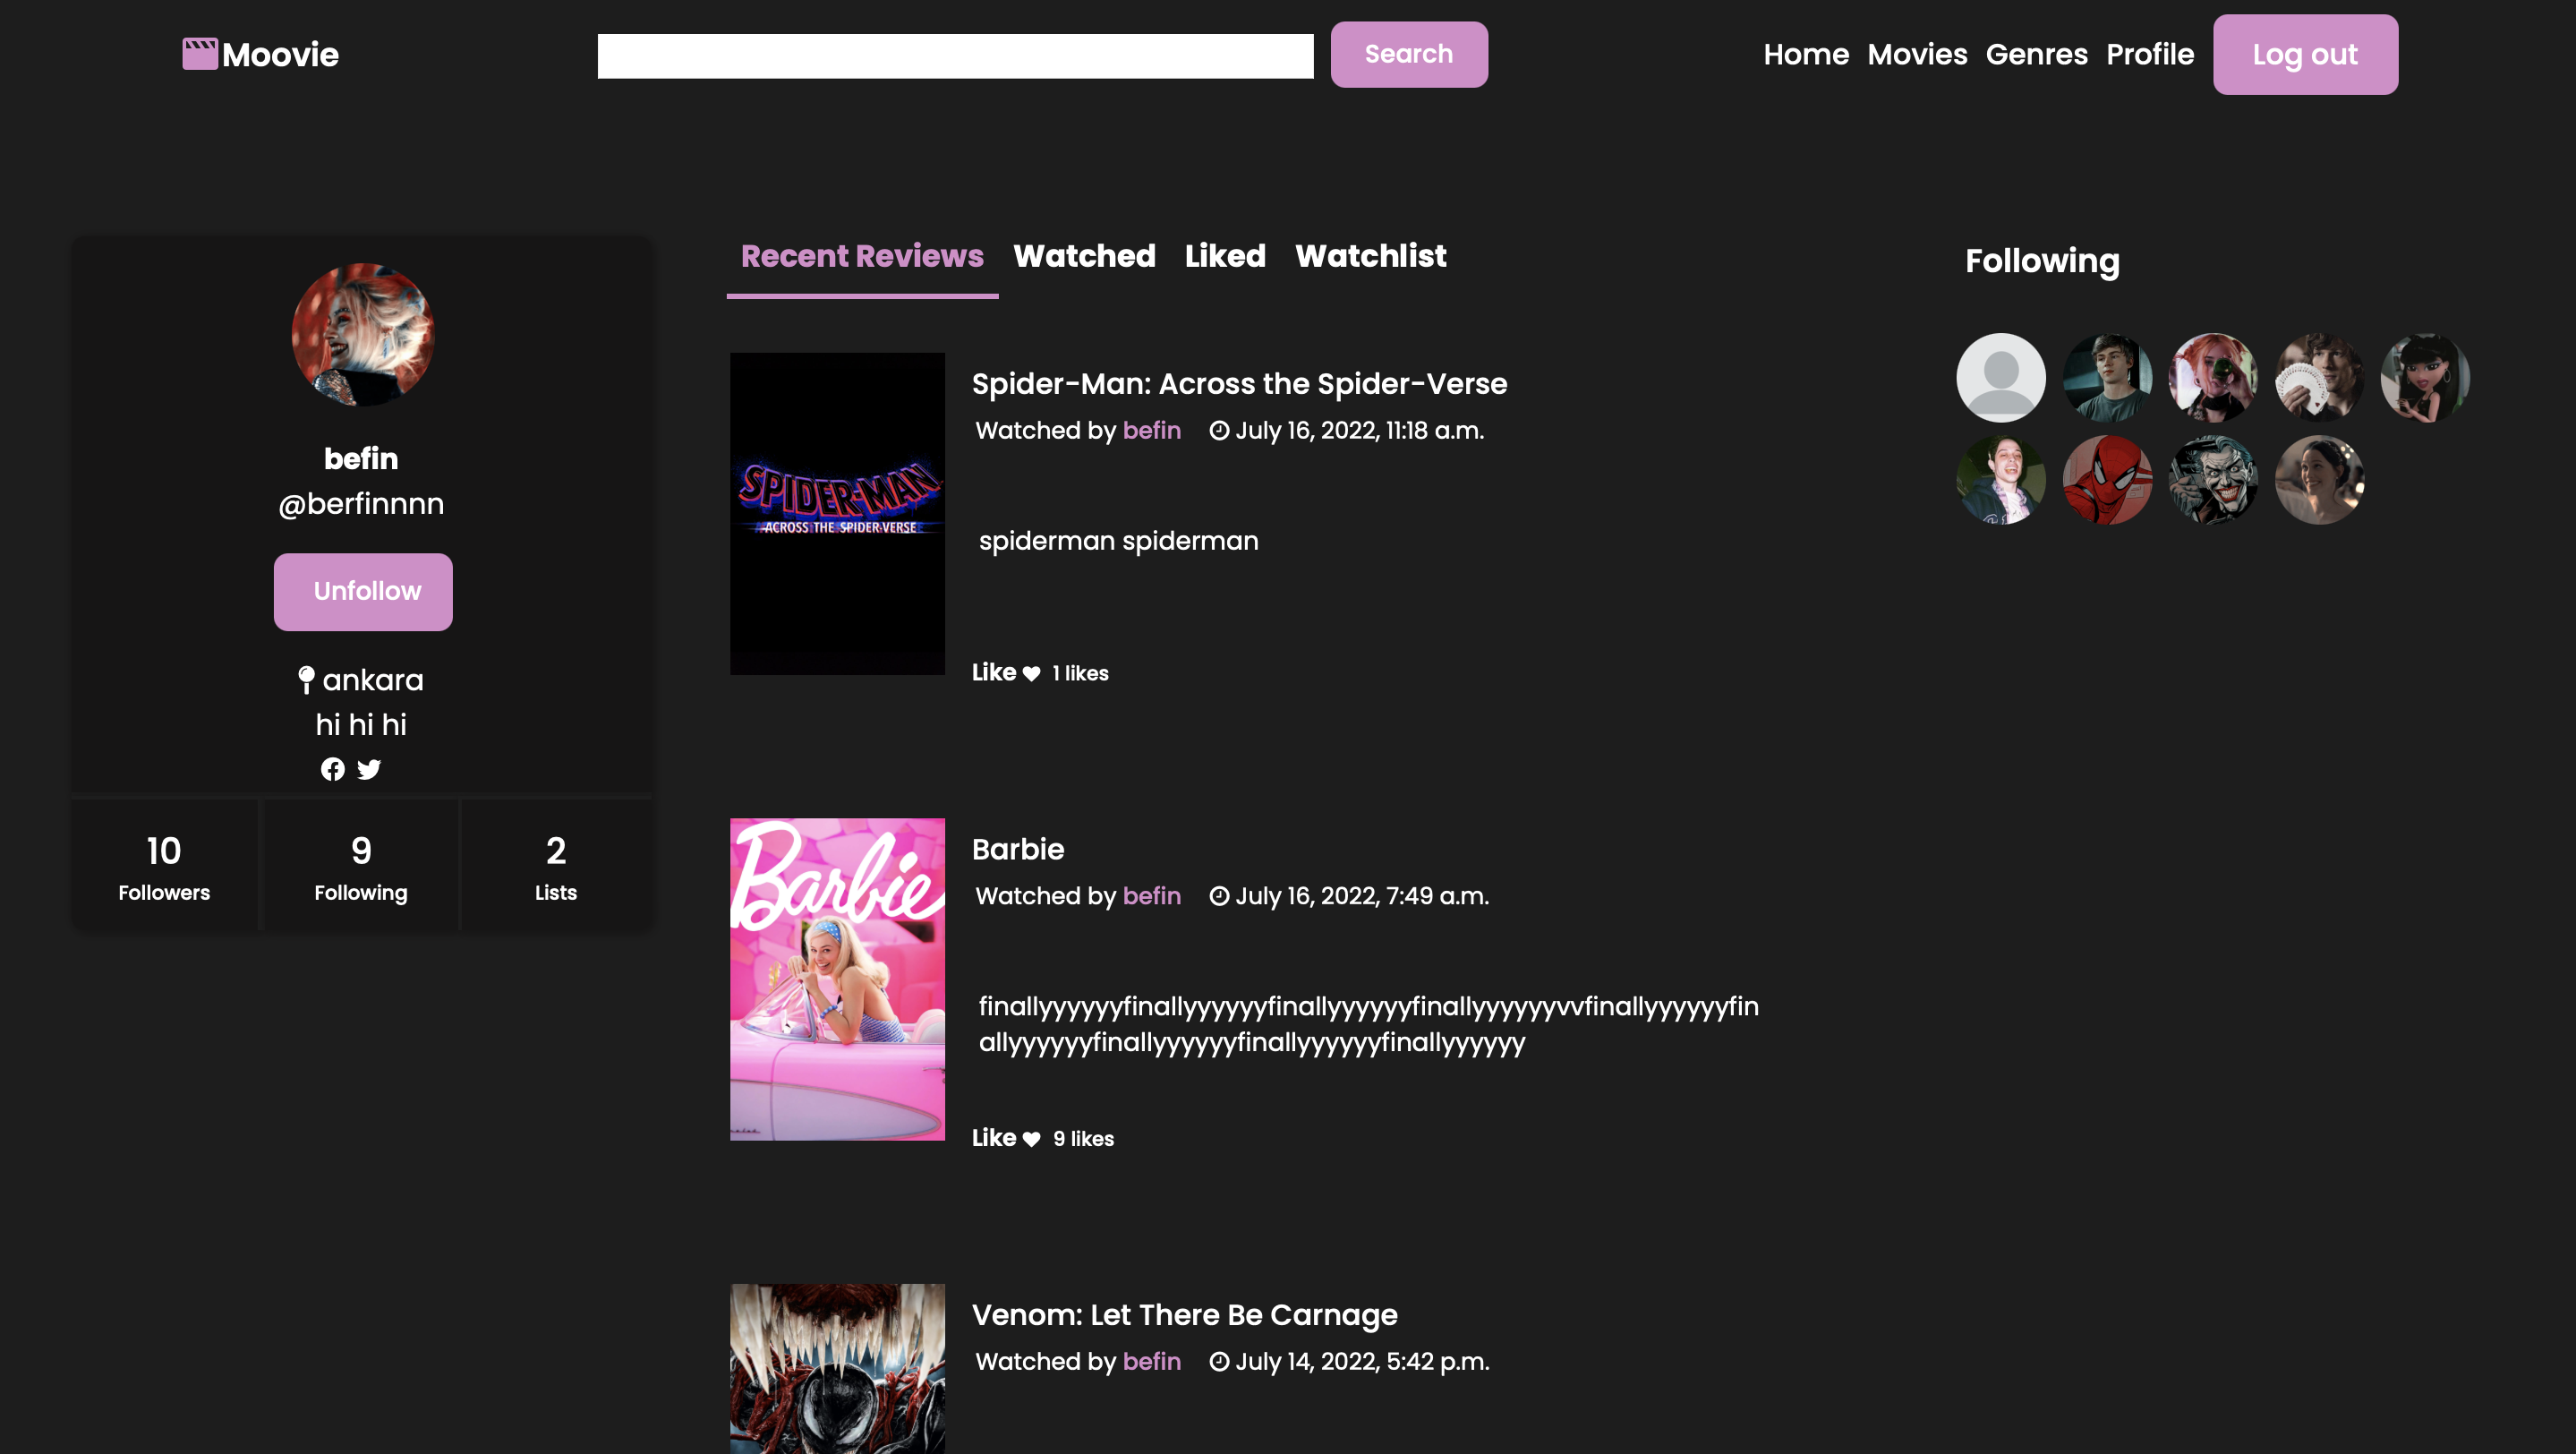 Moovie
Search
Home Movies Genres Profile Log out
befin
@berfinnnn
Unfollow
ankara
hi hi hi
10 9 2
Followers Following Lists
Recent Reviews Watched Liked Watchlist
SPIDER-MAN
ACROSS THE SPIDER-VERSE
Spider-Man: Across the Spider-Verse
Watched by befin July 16, 2022, 11:18 a.m.
spiderman spiderman
Like 1 likes
Barbie
Barbie
Watched by befin July 16, 2022, 7:49 a.m.
finallyyyyyyfinallyyyyyyfinallyyyyyyfinallyyyyyyvvfinallyyyyyyfin
allyyyyyyfinallyyyyyyfinallyyyyyyfinallyyyyyy
Like 9 likes
Venom: Let There Be Carnage
Watched by befin July 14, 2022, 5:42 p.m.
Following